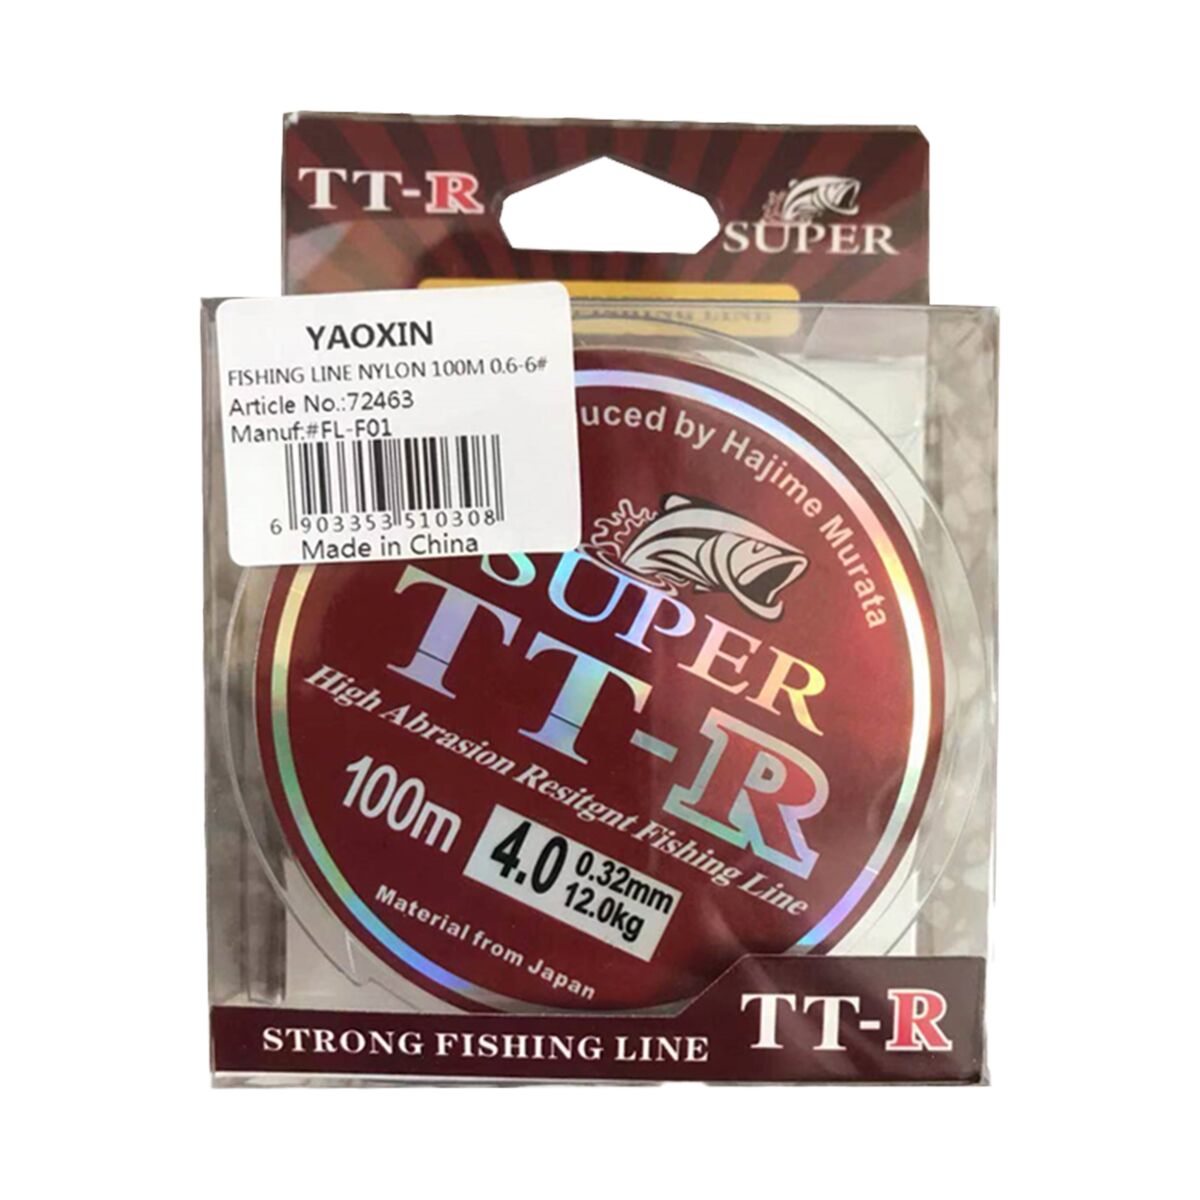 TT-R
SUPER
FISHING LINE
YAOXIN
FISHING LINE NYLON 100M 0.6-6#
Article No.:72463
Manuf.#FL-F01
6 903353 510308
Made in China
by Hajime Murata
SUPER
TT-R
High Abrasion Resitgnt Fishing Line
100m
4.0
0.32mm
12.0kg
Material from Japan
STRONG FISHING LINE
TT-R